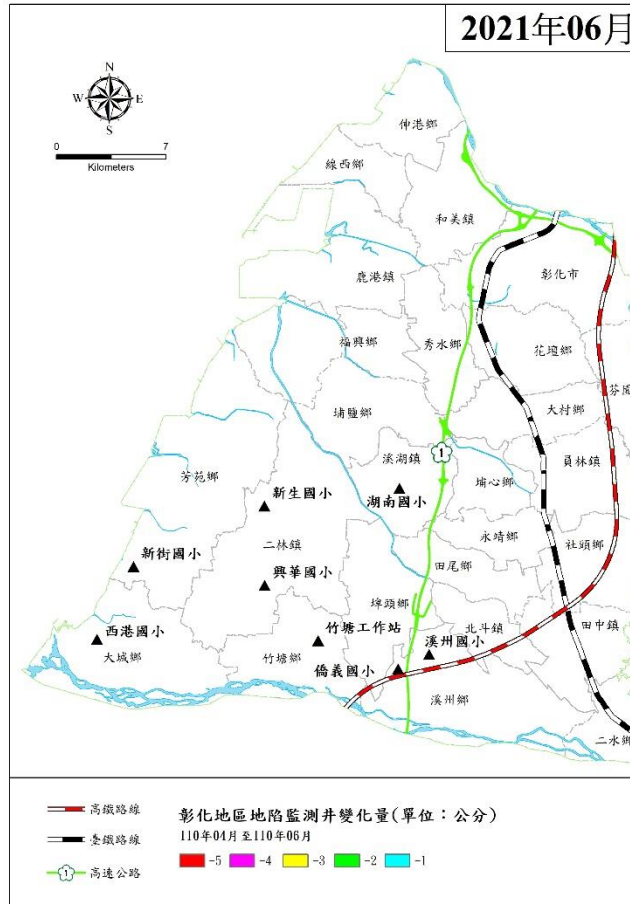 2021年06月
N
W
E
S
0
7
Kilometers
伸港鄉
線西鄉
和美鎮
鹿港鎮
彰化市
福興鄉
秀水鄉
花壇鄉
大村鄉
埔鹽鄉
溪湖鎮
1
員林鎮
芳苑鄉
新生國小
湖南國小
埔心鄉
二林鎮
永靖鄉
社頭鄉
新街國小
興華國小
田尾鄉
埤頭鄉
北斗鎮
田中鎮
西港國小
竹塘工作站
溪州國小
大城鄉
竹塘鄉
僑義國小
溪州鄉
二水鄉
高鐵路線
臺鐵路線
1
高速公路
彰化地區地陷監測井變化量(單位：公分)
110年04月至110年06月
-5 -4 -3 -2 -1